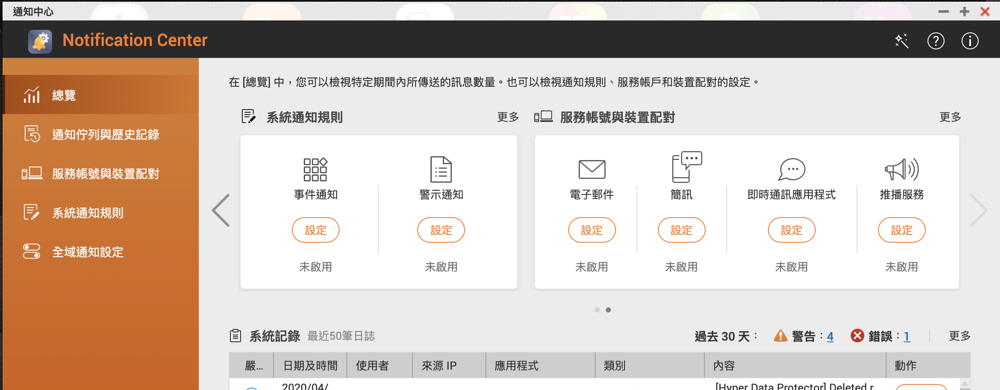 通知中心
Notification Center
總覽
通知佇列與歷史記錄
服務帳號與裝置配對
系統通知規則
全域通知設定
在 [總覽] 中，您可以檢視特定期間內所傳送的訊息數量。也可以檢視通知規則、服務帳戶和裝置配對的設定。
系統通知規則 更多
事件通知 警示通知
設定 設定
未啟用 未啟用
服務帳號與裝置配對 更多
電子郵件 簡訊 即時通訊應用程式 推播服務
設定 設定 設定 設定
未啟用 未啟用 未啟用 未啟用
系統記錄 最近50筆日誌 過去 30 天： 警告：4 錯誤：1 更多
嚴... 日期及時間 使用者 來源 IP 應用程式 類別 內容 動作
2020/04/ [Hyper Data Protector] Deleted r